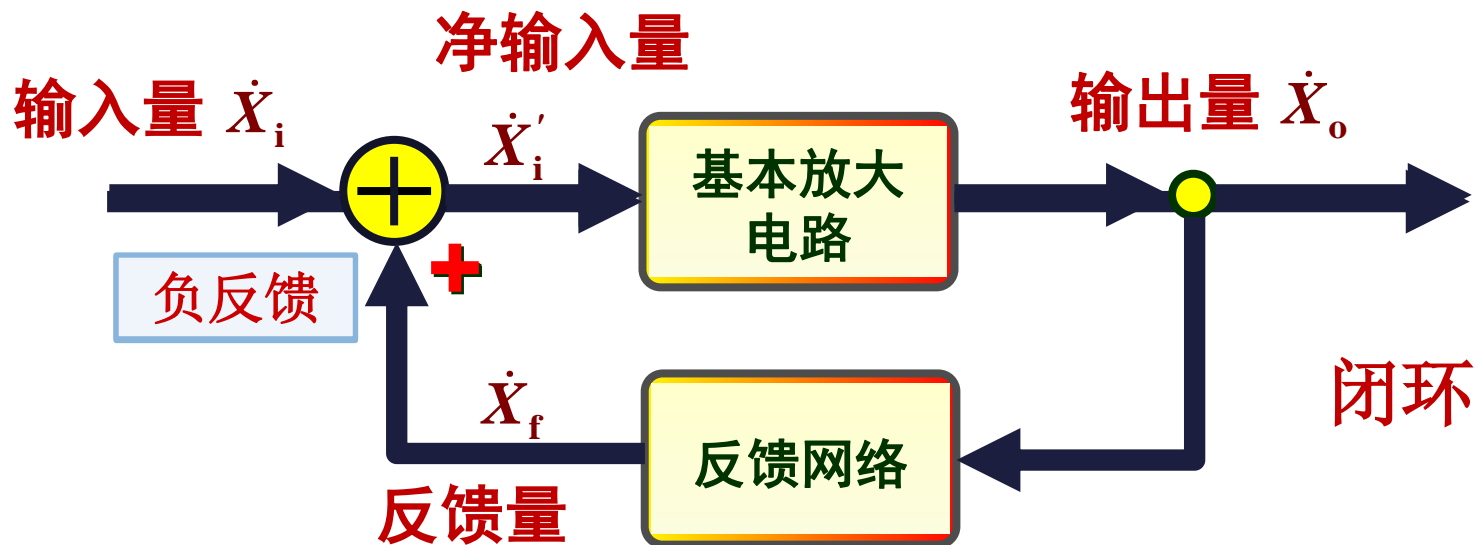 净输入量
输入量 Ẋi
Ẋi′
输出量 Ẋo
基本放大
电路
+
负反馈
Ẋf
反馈网络
闭环
反馈量